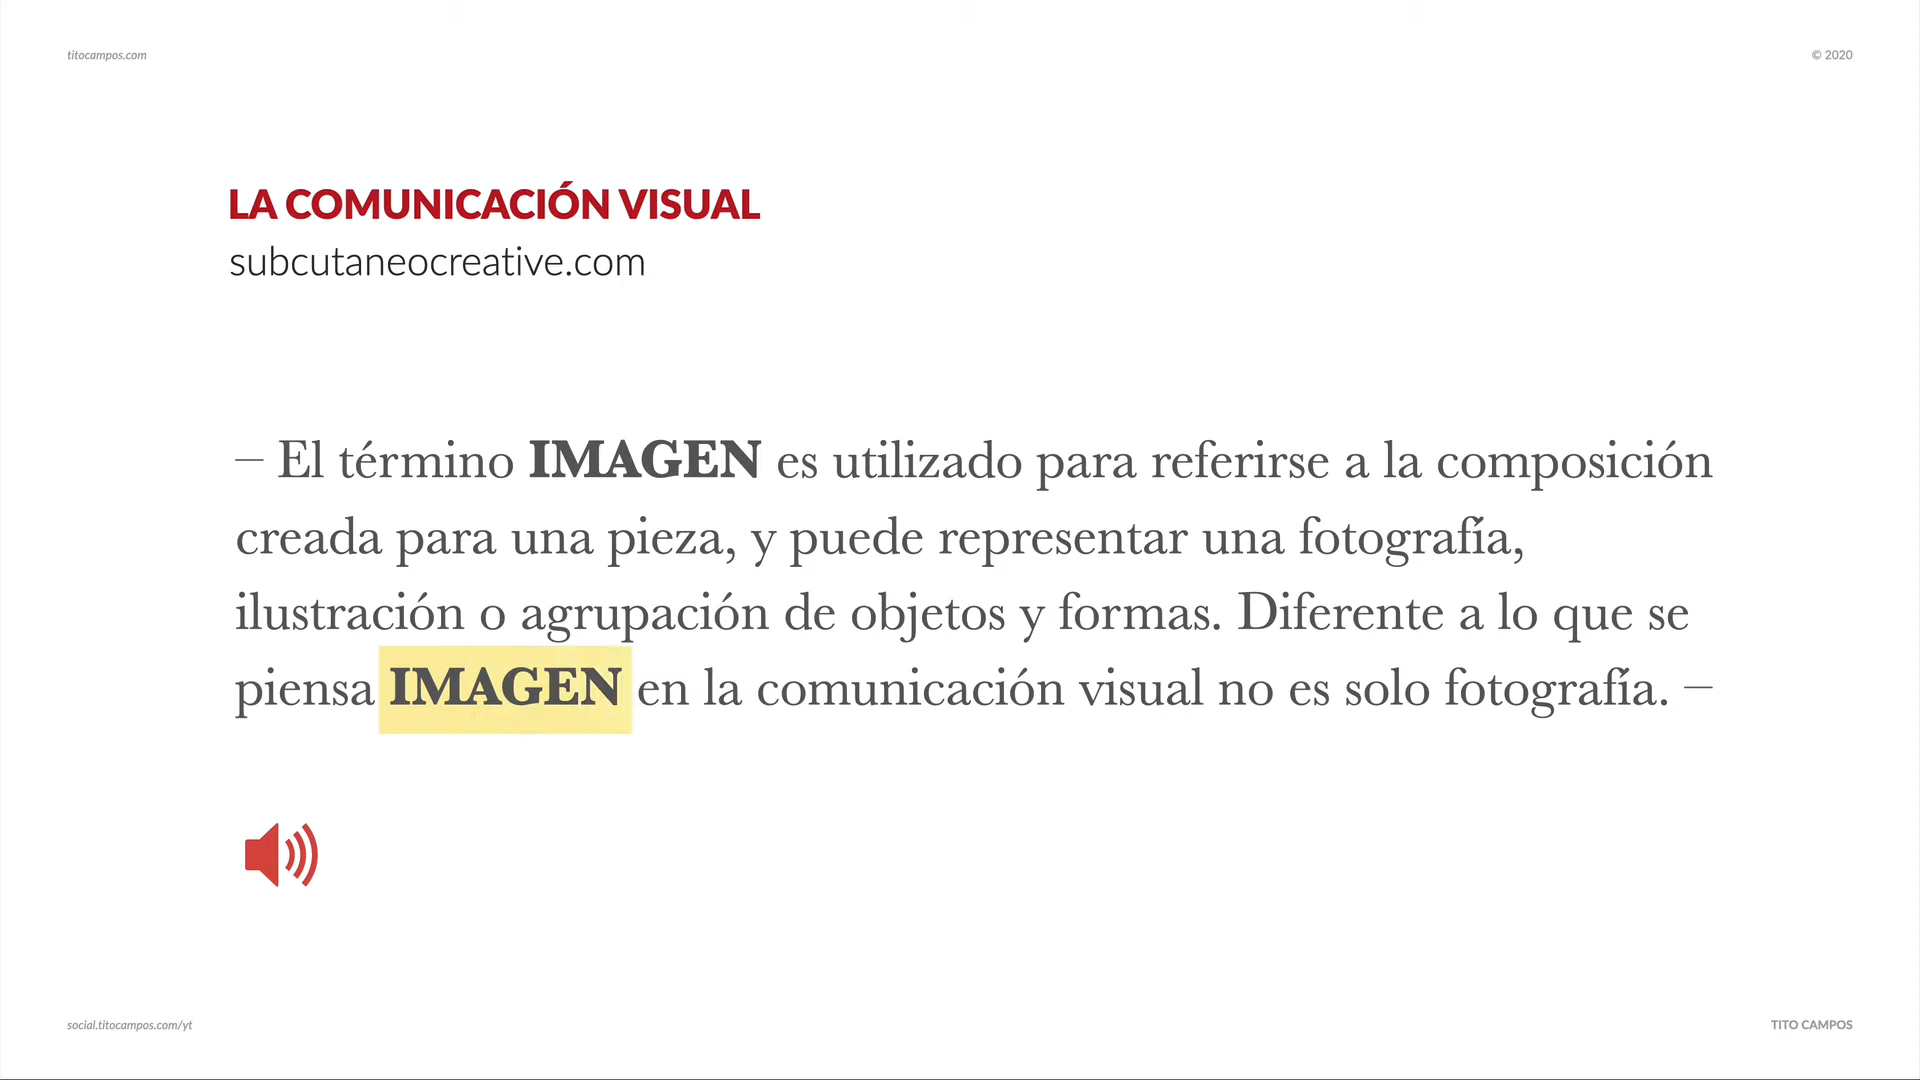 titocampos.com
© 2020
LA COMUNICACIÓN VISUAL
subcutaneocreative.com
– El término IMAGEN es utilizado para referirse a la composición
creada para una pieza, y puede representar una fotografía,
ilustración o agrupación de objetos y formas. Diferente a lo que se
piensa IMAGEN en la comunicación visual no es solo fotografía. –
social.titocampos.com/yt
TITO CAMPOS